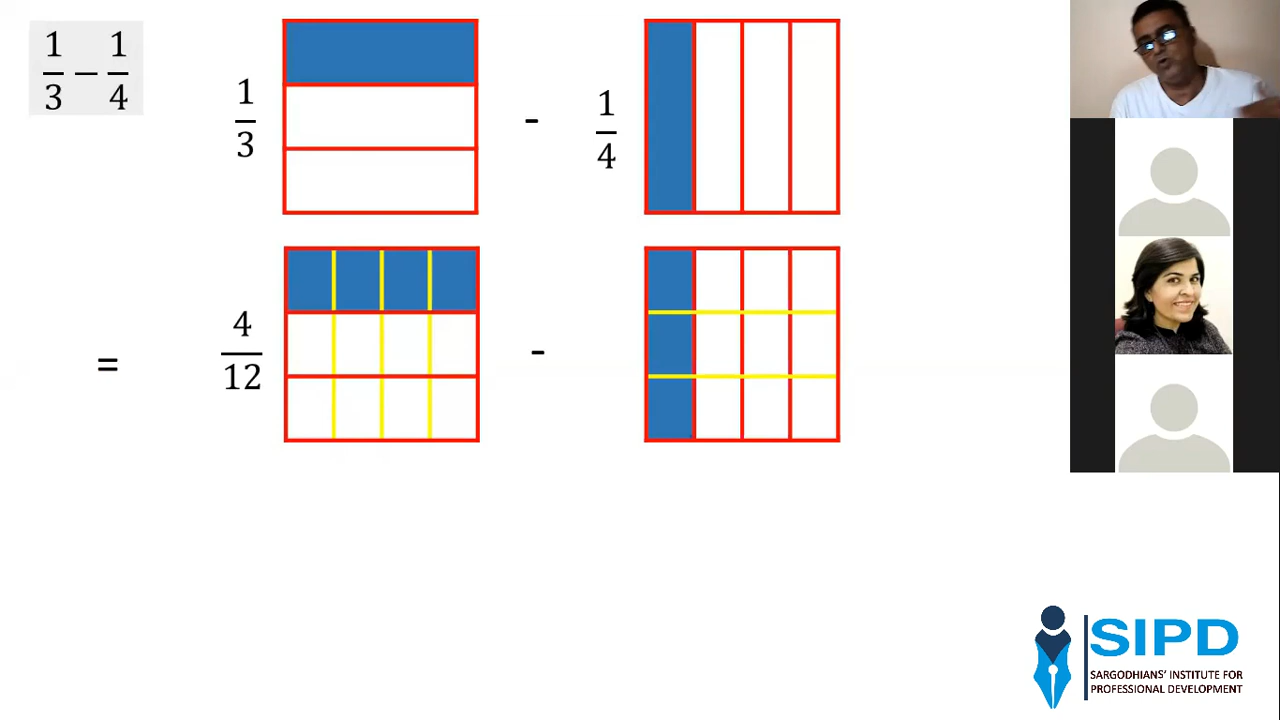 1/3 − 1/4
1/3
-
1/4
=
4/12
-
SIPD
SARGODHIANS' INSTITUTE FOR
PROFESSIONAL DEVELOPMENT